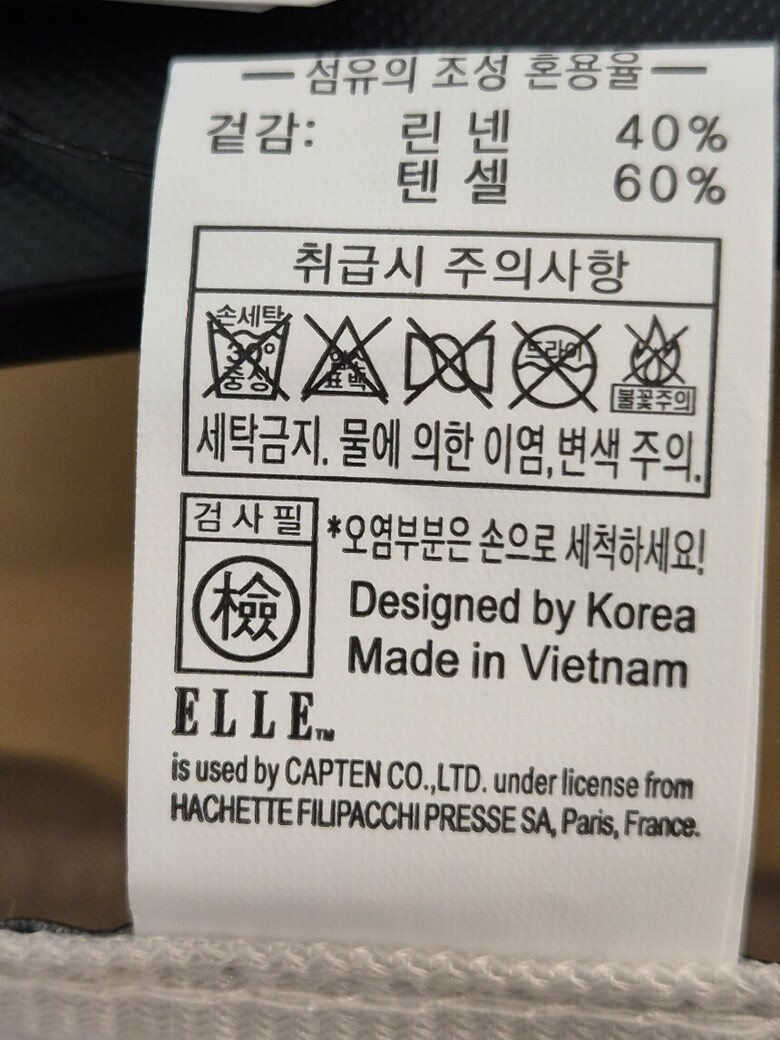 섬유의 조성 혼용율
겉감: 린 넨 40%
텐 셀 60%
취급시 주의사항
손세탁
30°
중성
염소
표백
드라이
불꽃주의
세탁금지. 물에 의한 이염,변색 주의.
검 사 필
檢
*오염부분은 손으로 세척하세요!
Designed by Korea
Made in Vietnam
ELLE™
is used by CAPTEN CO.,LTD. under license from
HACHETTE FILIPACCHI PRESSE SA, Paris, France.